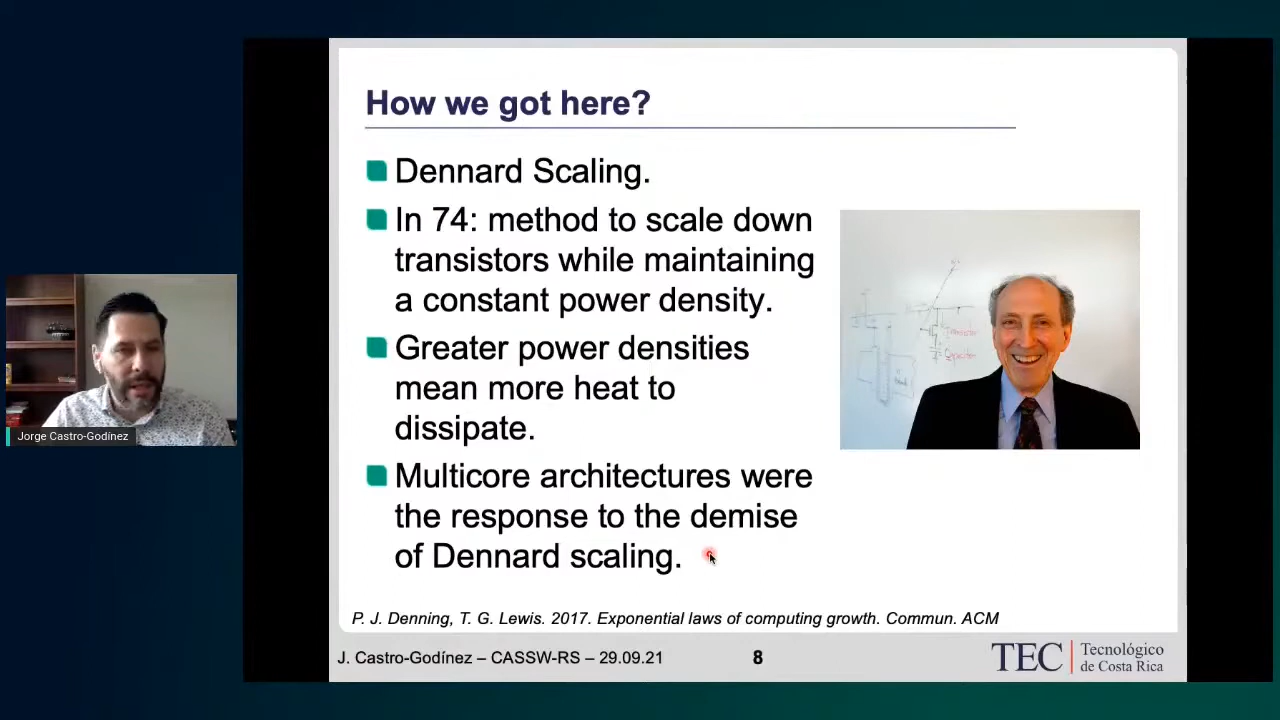 How we got here?
Dennard Scaling.
In 74: method to scale down
transistors while maintaining
a constant power density.
Greater power densities
mean more heat to
dissipate.
Multicore architectures were
the response to the demise
of Dennard scaling.
Transistor
Capacitor
Jorge Castro-Godínez
P. J. Denning, T. G. Lewis. 2017. Exponential laws of computing growth. Commun. ACM
J. Castro-Godínez – CASSW-RS – 29.09.21
8
TEC
Tecnológico
de Costa Rica